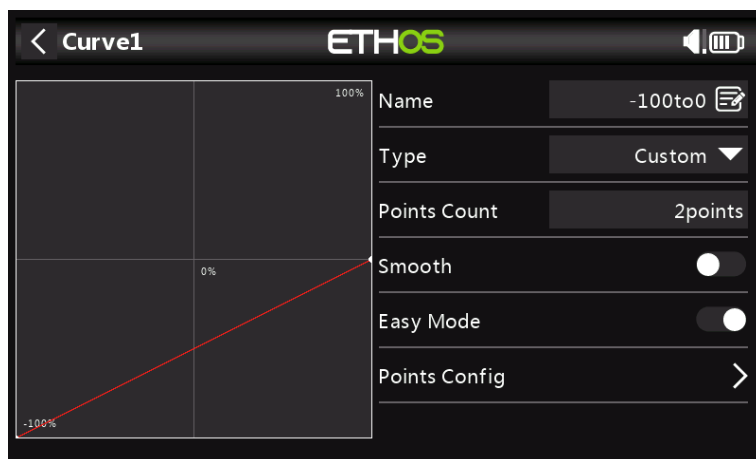 Curve1
ETHOS
100%
0%
-100%
Name -100to0
Type Custom
Points Count 2points
Smooth
Easy Mode
Points Config